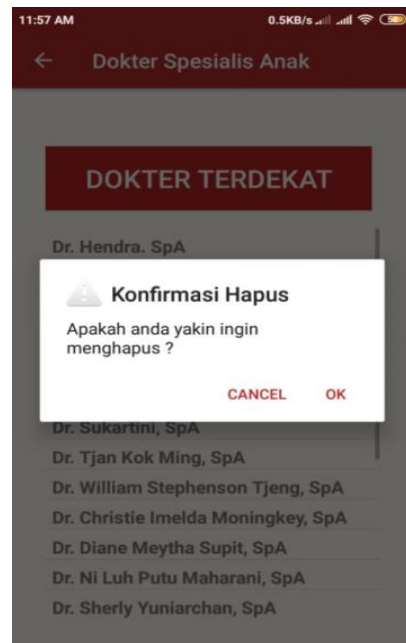 11:57 AM 0.5KB/s 50
Dokter Spesialis Anak
DOKTER TERDEKAT
Dr. Hendra. SpA
Konfirmasi Hapus
Apakah anda yakin ingin
menghapus ?
CANCEL OK
Dr. Sukartini, SpA
Dr. Tjan Kok Ming, SpA
Dr. William Stephenson Tjeng, SpA
Dr. Christie Imelda Moningkey, SpA
Dr. Diane Meytha Supit, SpA
Dr. Ni Luh Putu Maharani, SpA
Dr. Sherly Yuniarchan, SpA